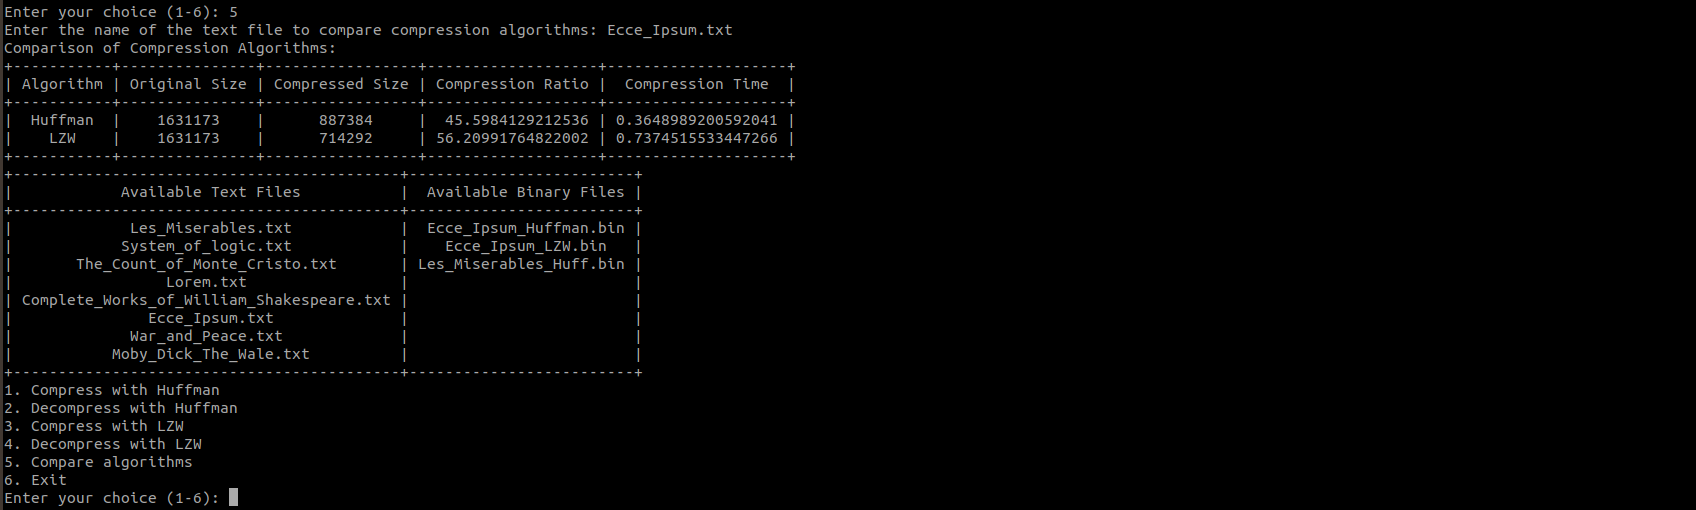 Enter your choice (1-6): 5
Enter the name of the text file to compare compression algorithms: Ecce_Ipsum.txt
Comparison of Compression Algorithms:
+-----------+---------------+-----------------+-------------------+--------------------+
| Algorithm | Original Size | Compressed Size | Compression Ratio |  Compression Time  |
+-----------+---------------+-----------------+-------------------+--------------------+
|  Huffman  |    1631173    |      887384     |  45.5984129212536 | 0.3648989200592041 |
|    LZW    |    1631173    |      714292     | 56.20991764822002 | 0.7374515533447266 |
+-----------+---------------+-----------------+-------------------+--------------------+
+-------------------------------------------+-------------------------+
|            Available Text Files           |  Available Binary Files |
+-------------------------------------------+-------------------------+
|             Les_Miserables.txt            |  Ecce_Ipsum_Huffman.bin |
|            System_of_logic.txt            |    Ecce_Ipsum_LZW.bin   |
|       The_Count_of_Monte_Cristo.txt       | Les_Miserables_Huff.bin |
|                 Lorem.txt                 |                         |
| Complete_Works_of_William_Shakespeare.txt |                         |
|               Ecce_Ipsum.txt              |                         |
|             War_and_Peace.txt             |                         |
|           Moby_Dick_The_Wale.txt          |                         |
+-------------------------------------------+-------------------------+
1. Compress with Huffman
2. Decompress with Huffman
3. Compress with LZW
4. Decompress with LZW
5. Compare algorithms
6. Exit
Enter your choice (1-6):